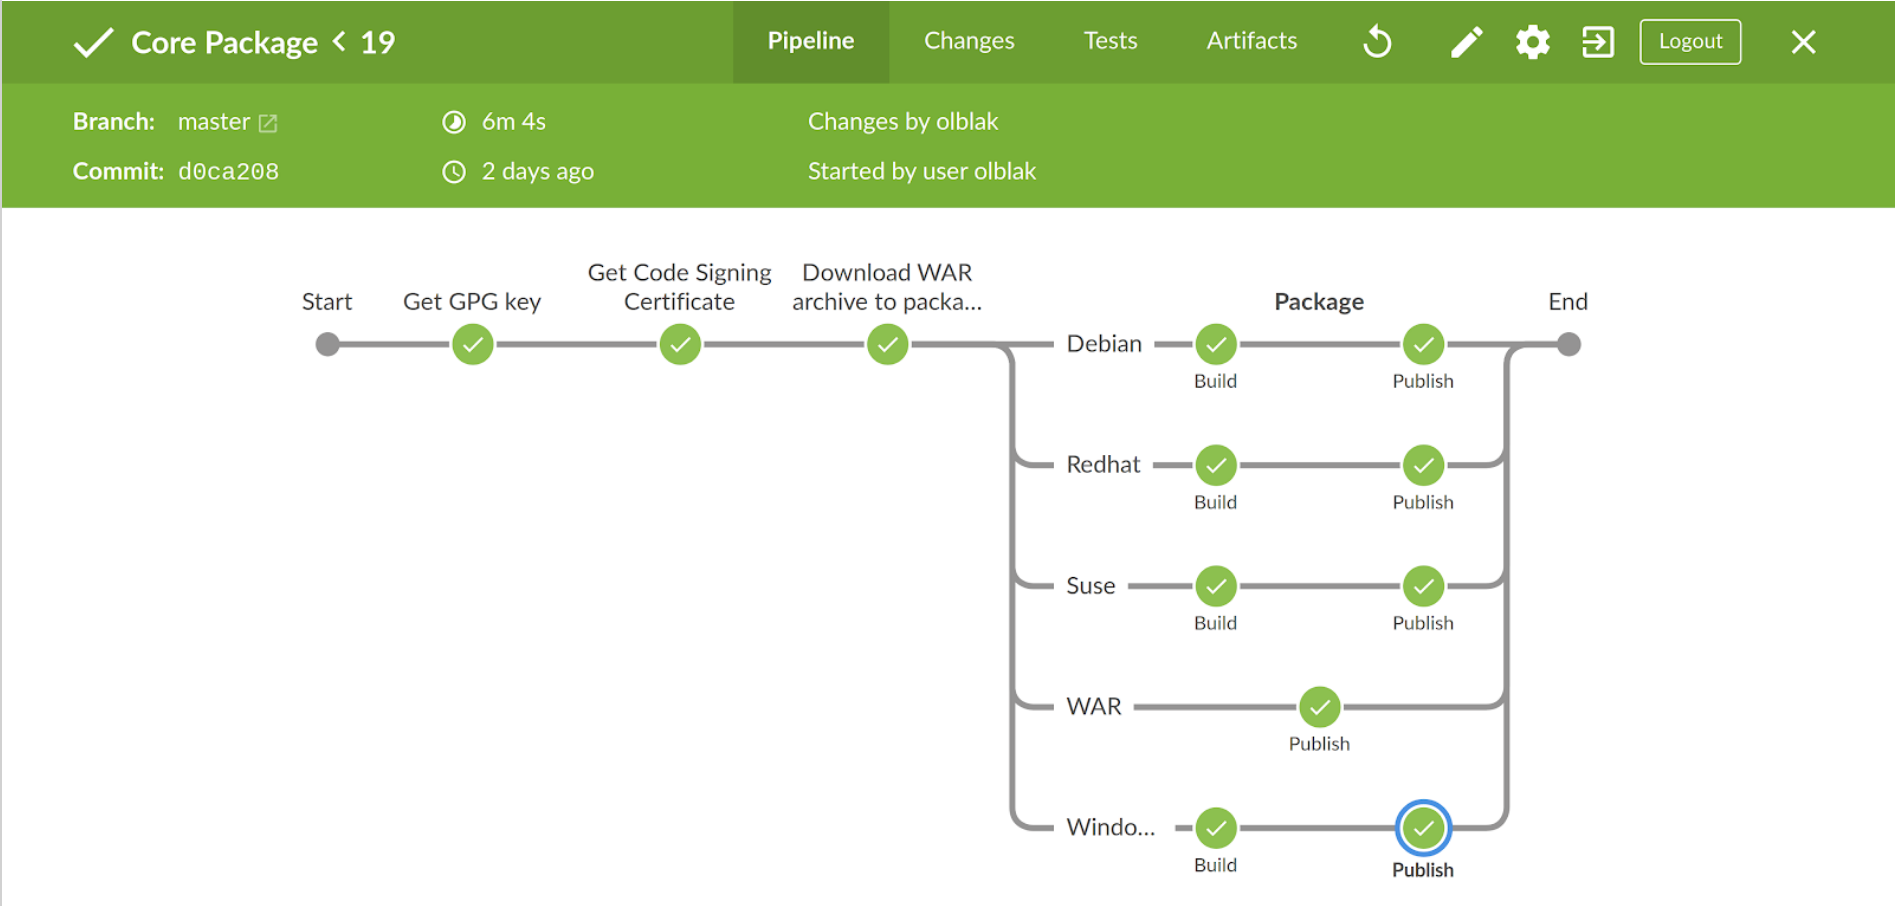 Core Package < 19
Pipeline
Changes
Tests
Artifacts
Logout
Branch: master
6m 4s
Changes by olblak
Commit: d0ca208
2 days ago
Started by user olblak
Start
Get GPG key
Get Code Signing
Certificate
Download WAR
archive to packa...
Package
End
Debian
Build
Publish
Redhat
Build
Publish
Suse
Build
Publish
WAR
Publish
Windo...
Build
Publish